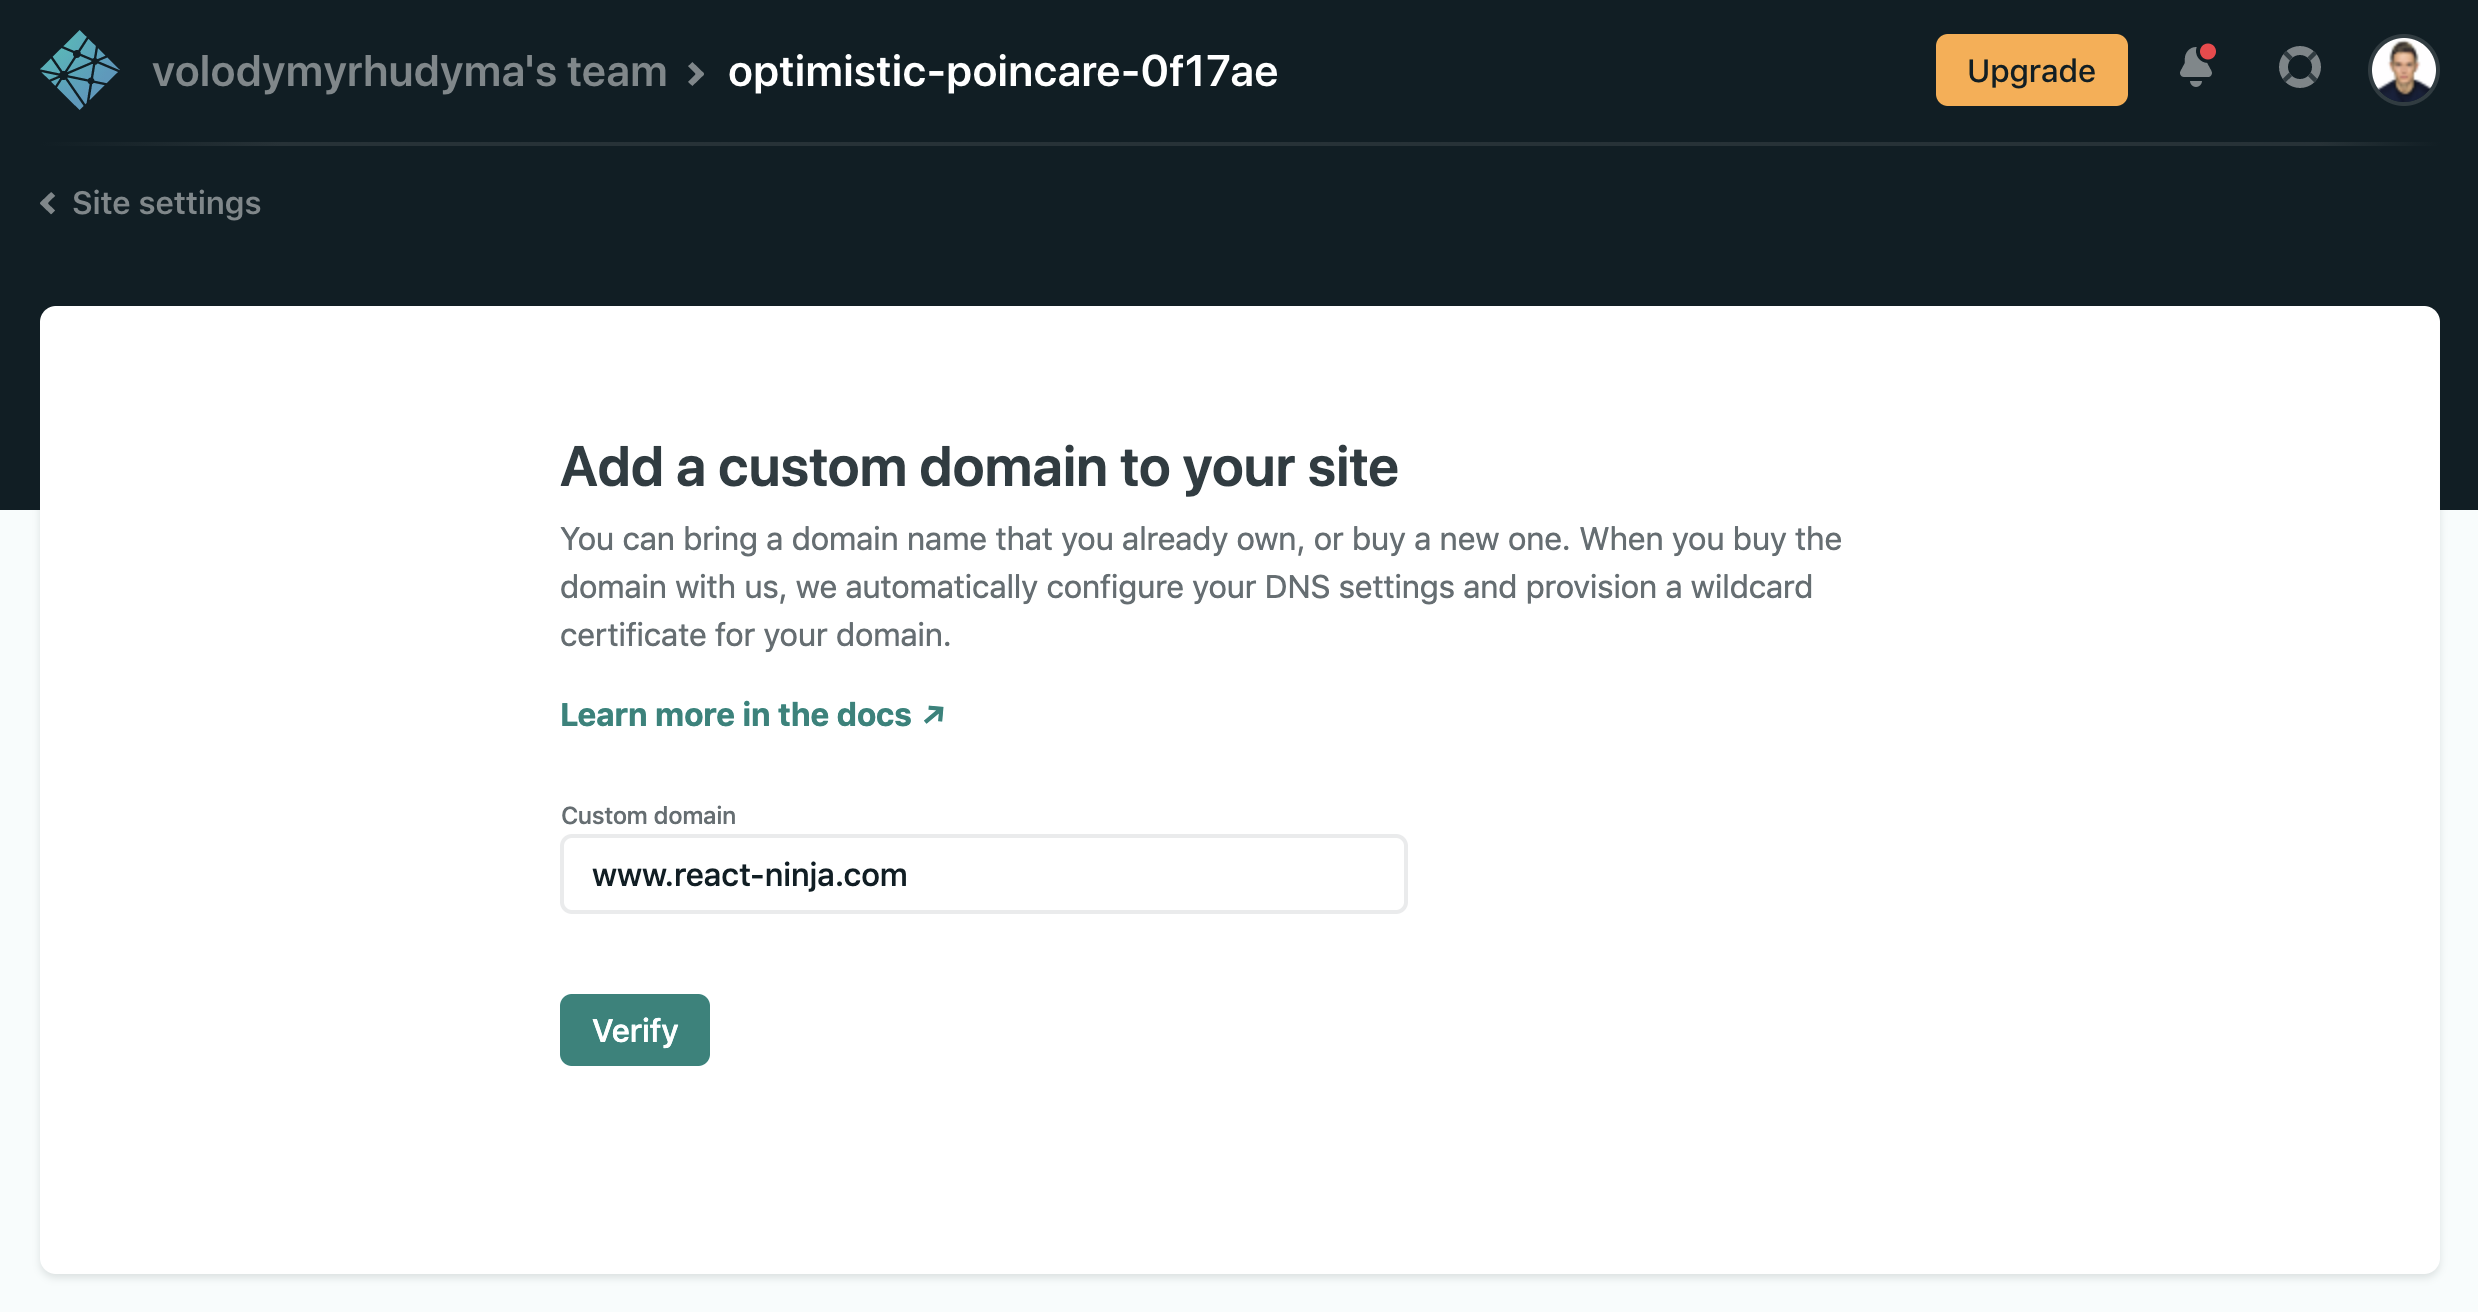 volodymyrhudyma's team > optimistic-poincare-0f17ae
Upgrade
Site settings
Add a custom domain to your site
You can bring a domain name that you already own, or buy a new one. When you buy the
domain with us, we automatically configure your DNS settings and provision a wildcard
certificate for your domain.
Learn more in the docs ↗
Custom domain
www.react-ninja.com
Verify